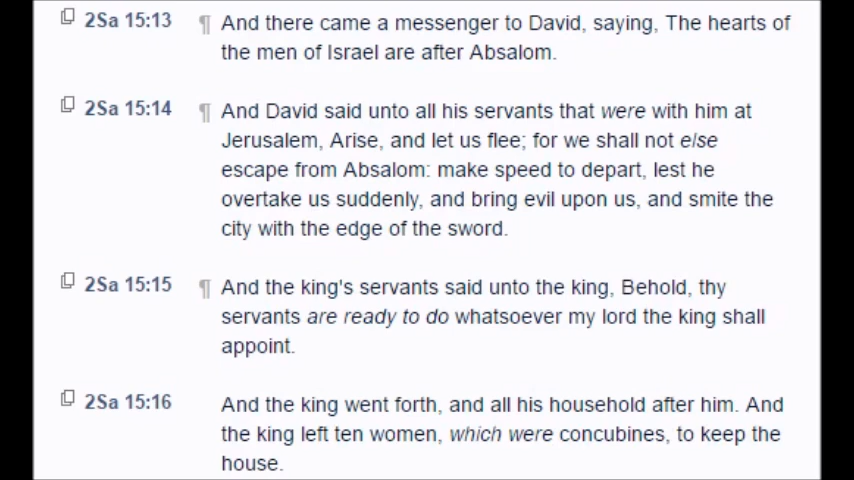 2Sa 15:13 ¶ And there came a messenger to David, saying, The hearts of
the men of Israel are after Absalom.
2Sa 15:14 ¶ And David said unto all his servants that were with him at
Jerusalem, Arise, and let us flee; for we shall not else
escape from Absalom: make speed to depart, lest he
overtake us suddenly, and bring evil upon us, and smite the
city with the edge of the sword.
2Sa 15:15 ¶ And the king's servants said unto the king, Behold, thy
servants are ready to do whatsoever my lord the king shall
appoint.
2Sa 15:16 And the king went forth, and all his household after him. And
the king left ten women, which were concubines, to keep the
house.